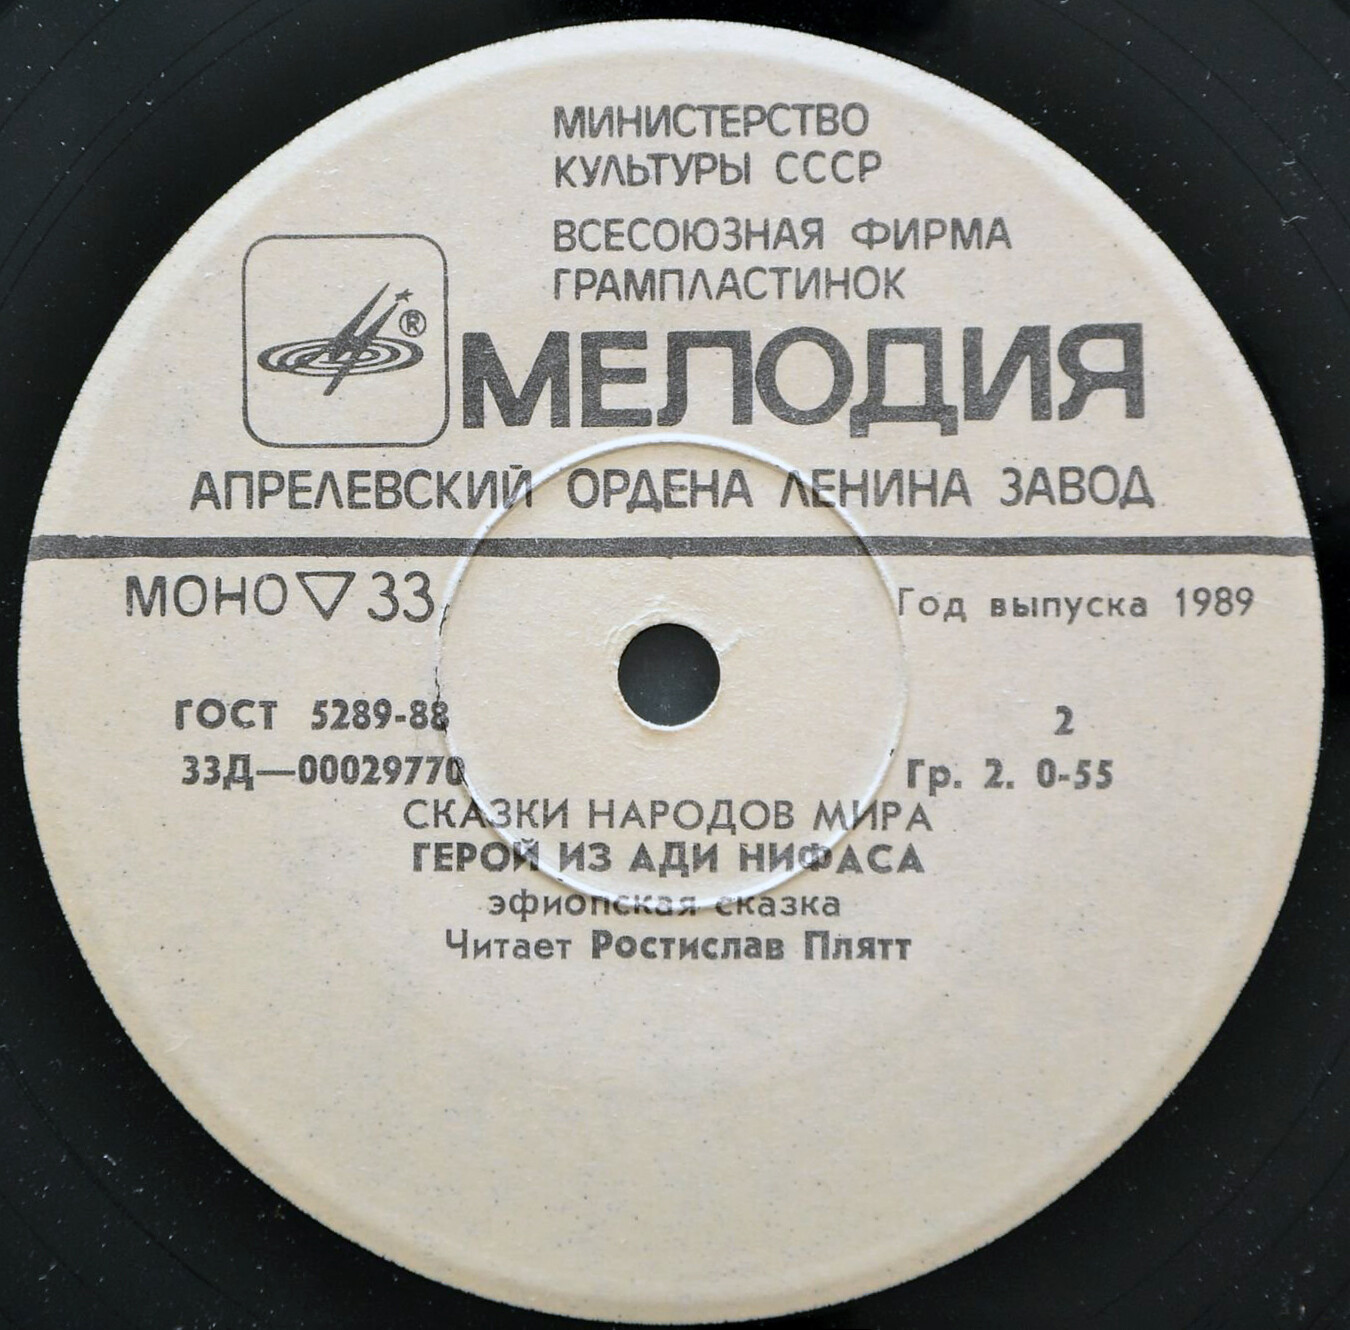 МИНИСТЕРСТВО
КУЛЬТУРЫ СССР
ВСЕСОЮЗНАЯ ФИРМА
ГРАМПЛАСТИНОК
®
МЕЛОДИЯ
АПРЕЛЕВСКИЙ ОРДЕНА ЛЕНИНА ЗАВОД
МОНО ▽ 33
Год выпуска 1989
ГОСТ 5289-88
2
33Д—00029770
Гр. 2. 0-55
СКАЗКИ НАРОДОВ МИРА
ГЕРОЙ ИЗ АДИ НИФАСА
эфиопская сказка
Читает Ростислав Плятт